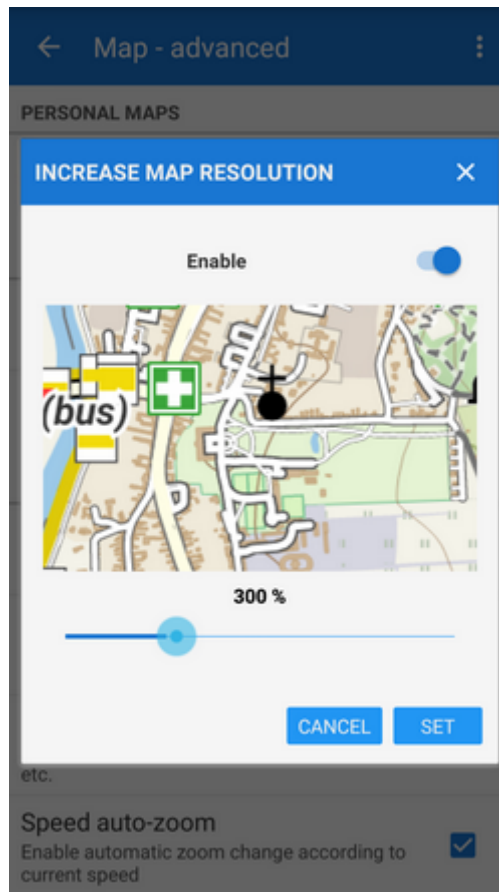 Map - advanced
PERSONAL MAPS
INCREASE MAP RESOLUTION
Enable
(bus)
300 %
CANCEL SET
etc.
Speed auto-zoom
Enable automatic zoom change according to
current speed